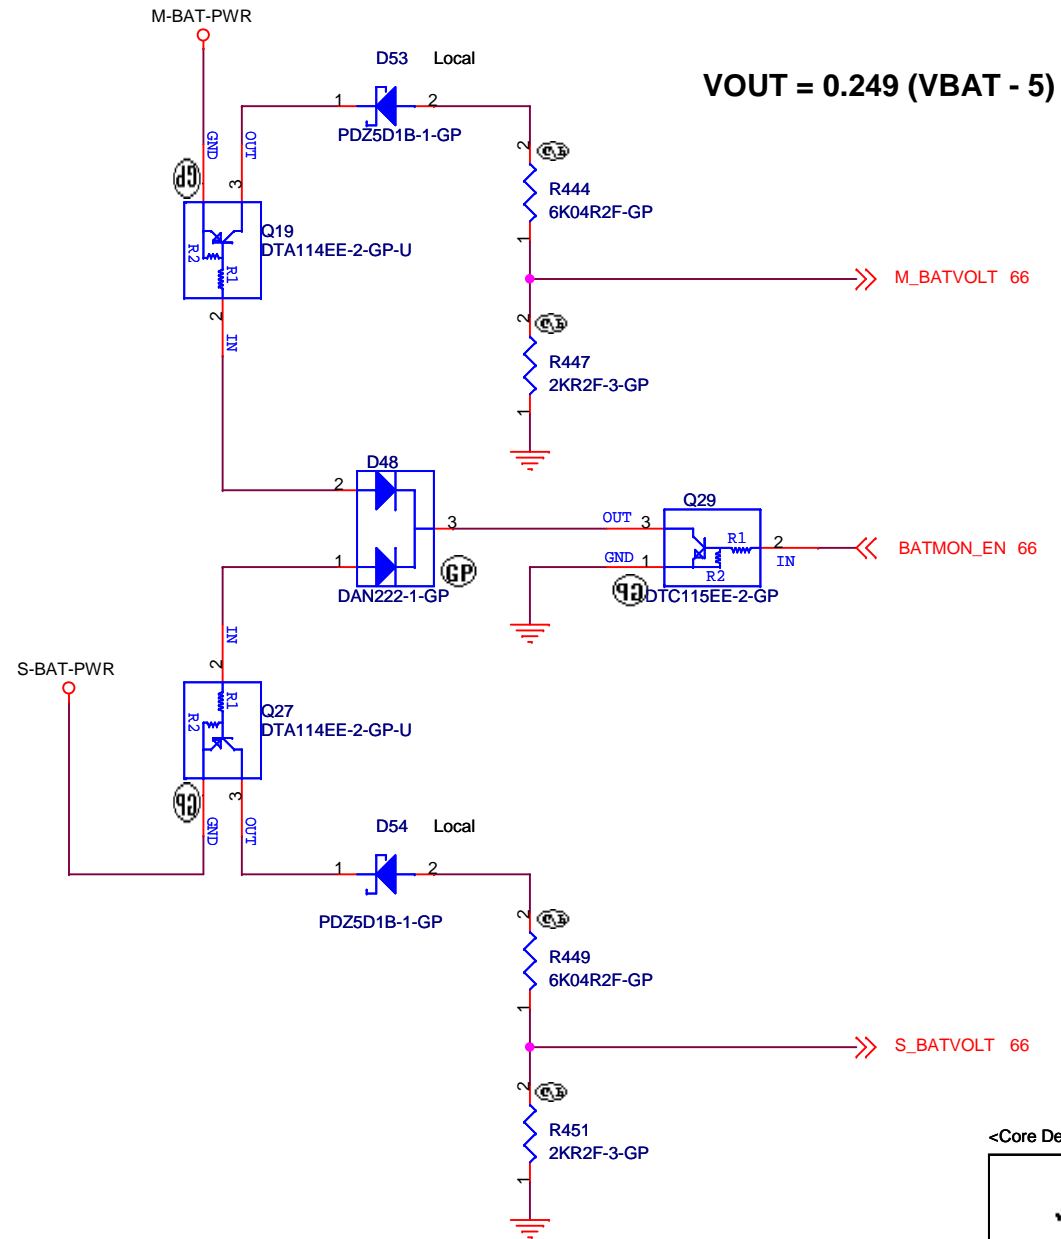 M-BAT-PWR
D53 Local
VOUT = 0.249 (VBAT - 5)
1 2
PDZ5D1B-1-GP
GND OUT
GP
3
2
R444
6K04R2F-GP
1
Q19
DTA114EE-2-GP-U
R2 R1
2
IN
M_BATVOLT 66
2
R447
2KR2F-3-GP
1
D48
2
3
1
DAN222-1-GP
GP
Q29
OUT 3
GND 1
R1
R2
2
IN
BATMON_EN 66
GP
DTC115EE-2-GP
IN
2
S-BAT-PWR
R1
R2
Q27
DTA114EE-2-GP-U
GP
3
GND OUT
D54 Local
1 2
PDZ5D1B-1-GP
2
R449
6K04R2F-GP
1
S_BATVOLT 66
2
R451
2KR2F-3-GP
1
<Core De